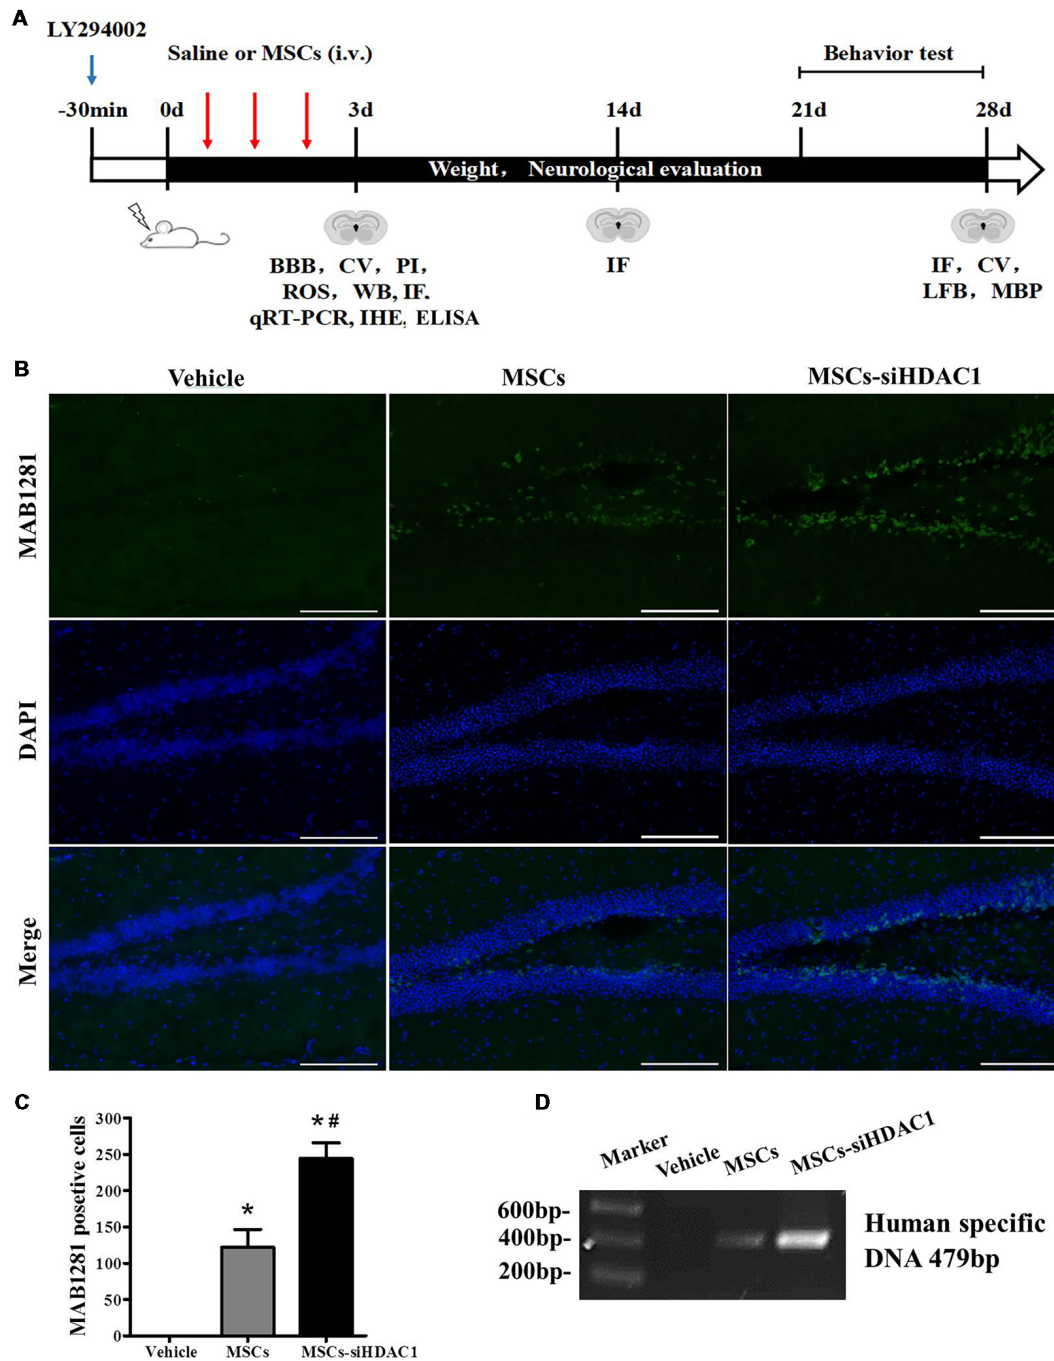 A
LY294002
Saline or MSCs (i.v.)
Behavior test
-30min 0d 3d 14d 21d 28d
Weight, Neurological evaluation
BBB, CV, PI,
ROS, WB, IF.
qRT-PCR, IHE, ELISA
IF
IF, CV,
LFB, MBP
B
Vehicle MSCs MSCs-siHDAC1
MAB1281
DAPI
Merge
C
MAB1281 posetive cells
300
250
200
150
100
50
0
*
* #
Vehicle MSCs MSCs-siHDAC1
D
Marker Vehicle MSCs MSCs-siHDAC1
600bp-
400bp-
200bp-
Human specific
DNA 479bp